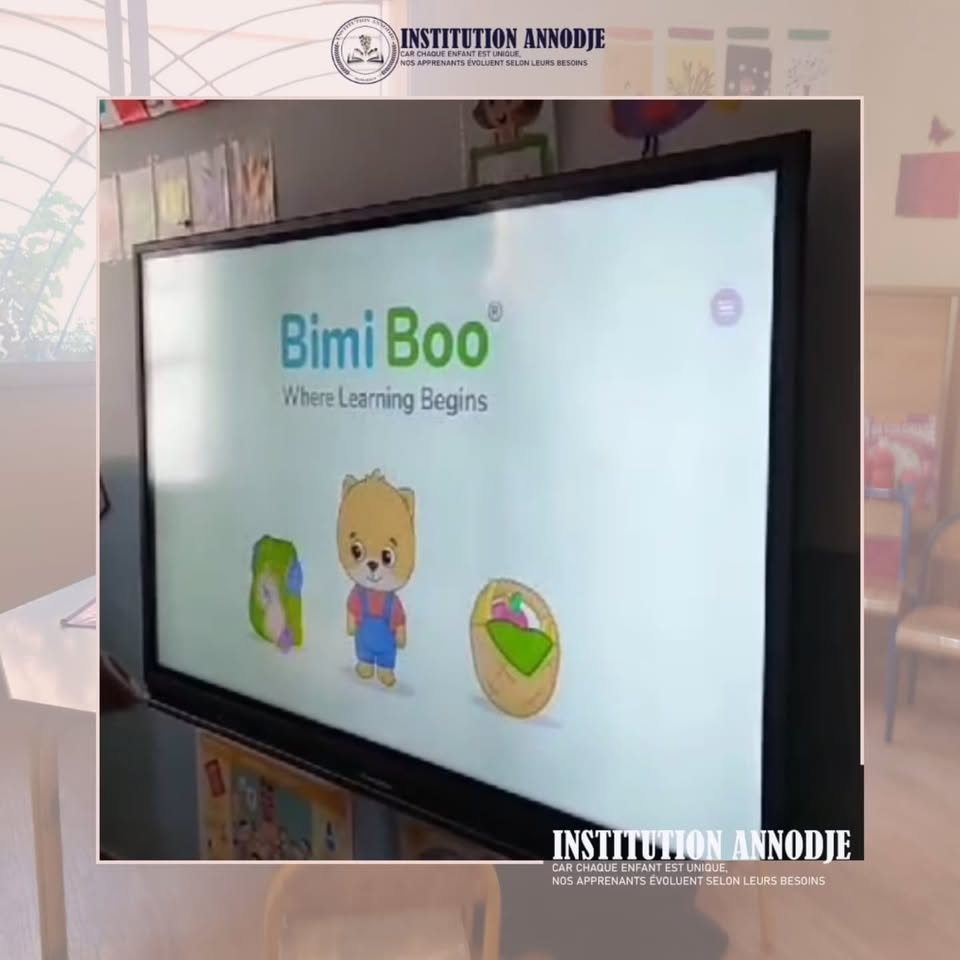 INSTITUTION ANNODJE
CAR CHAQUE ENFANT EST UNIQUE,
NOS APPRENANTS ÉVOLUENT SELON LEURS BESOINS
Bimi Boo®
Where Learning Begins
INSTITUTION ANNODJE
CAR CHAQUE ENFANT EST UNIQUE,
NOS APPRENANTS ÉVOLUENT SELON LEURS BESOINS